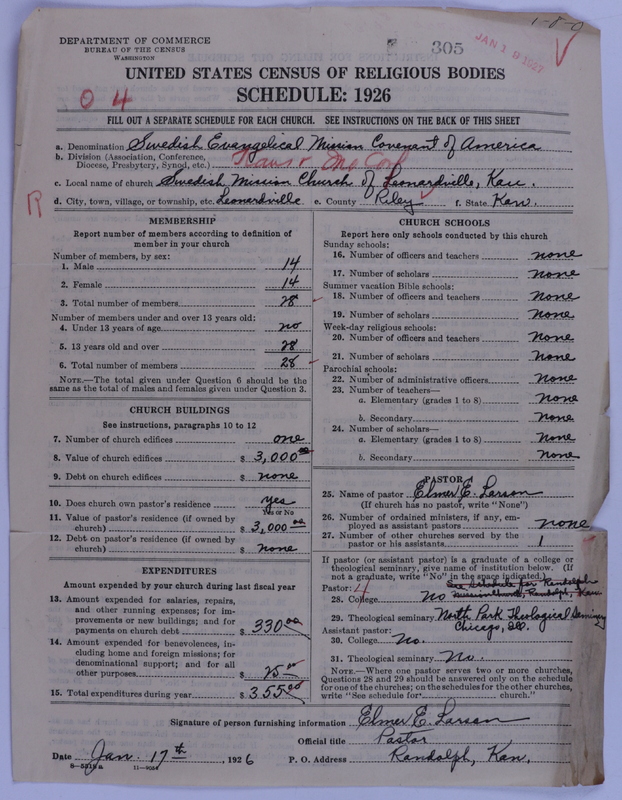 1-8-0
DEPARTMENT OF COMMERCE
BUREAU OF THE CENSUS
WASHINGTON
305
JAN 19 1927
UNITED STATES CENSUS OF RELIGIOUS BODIES
SCHEDULE: 1926
0 4
FILL OUT A SEPARATE SCHEDULE FOR EACH CHURCH. SEE INSTRUCTIONS ON THE BACK OF THIS SHEET
a. Denomination Swedish Evangelical Mission Covenant of America
b. Division (Association, Conference,
Diocese, Presbytery, Synod, etc.)
c. Local name of church Swedish Mission Church of Leonardville, Kan.
R
d. City, town, village, or township, etc. Leonardville e. County Riley f. State Kan.
MEMBERSHIP
Report number of members according to definition of
member in your church
Number of members, by sex:
1. Male 14
2. Female 14
3. Total number of members 28
Number of members under and over 13 years old:
4. Under 13 years of age no
5. 13 years old and over 28
6. Total number of members 28
NOTE.—The total given under Question 6 should be the
same as the total of males and females given under Question 3.
CHURCH BUILDINGS
See instructions, paragraphs 10 to 12
7. Number of church edifices one
8. Value of church edifices $ 3,000 00
9. Debt on church edifices $ none
10. Does church own pastor's residence yes
Yes or No
11. Value of pastor's residence (if owned by
church) $ 3,000 00
12. Debt on pastor's residence (if owned by
church) $ none
EXPENDITURES
Amount expended by your church during last fiscal year
13. Amount expended for salaries, repairs,
and other running expenses; for im-
provements or new buildings; and for
payments on church debt $ 330 00
14. Amount expended for benevolences, in-
cluding home and foreign missions; for
denominational support; and for all
other purposes $ 25 00
15. Total expenditures during year $ 355 00
CHURCH SCHOOLS
Report here only schools conducted by this church
Sunday schools:
16. Number of officers and teachers none
17. Number of scholars none
Summer vacation Bible schools:
18. Number of officers and teachers none
19. Number of scholars none
Week-day religious schools:
20. Number of officers and teachers none
21. Number of scholars none
Parochial schools:
22. Number of administrative officers none
23. Number of teachers—
a. Elementary (grades 1 to 8) none
b. Secondary none
24. Number of scholars—
a. Elementary (grades 1 to 8) none
b. Secondary none
PASTOR
25. Name of pastor Elmer E. Larson
(If church has no pastor, write "None")
26. Number of ordained ministers, if any, em-
ployed as assistant pastors none
27. Number of other churches served by the
pastor or his assistants 1
If pastor (or assistant pastor) is a graduate of a college or
theological seminary, give name of institution below. (If
not a graduate, write "No" in the space indicated.)
See Schedule for Randolph
Pastor: 4
28. College no Randolph, Kan
29. Theological seminary North Park Theological Seminary
Chicago, Ill.
Assistant pastor:
30. College No.
31. Theological seminary No.
NOTE.—Where one pastor serves two or more churches,
Questions 28 and 29 should be answered only on the schedule
for one of the churches; on the schedules for the other churches,
write "See schedule for church."
Signature of person furnishing information Elmer E. Larson
Official title Pastor
Date Jan. 17th, 1926 P. O. Address Randolph, Kan.
8—5518a 11—9054